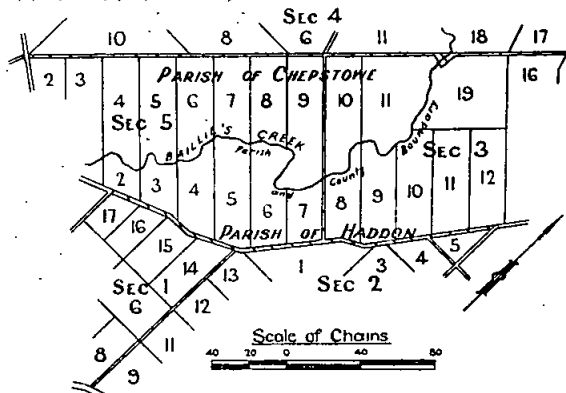 SEC 4
10 8 6 11 18 17
2 3 PARISH OF CHEPSTOWE 16
4 5 6 7 8 9 10 11 19
SEC 5
BAILLIE'S CREEK
Parish and County Boundary
SEC 3
2 3 4 5 6 7 8 9 10 11 12
PARISH OF HADDON
17 16 15 14 13 1 3 4 5
SEC 1
SEC 2
6 12
8 11
9
Scale of Chains
40 20 0 40 80